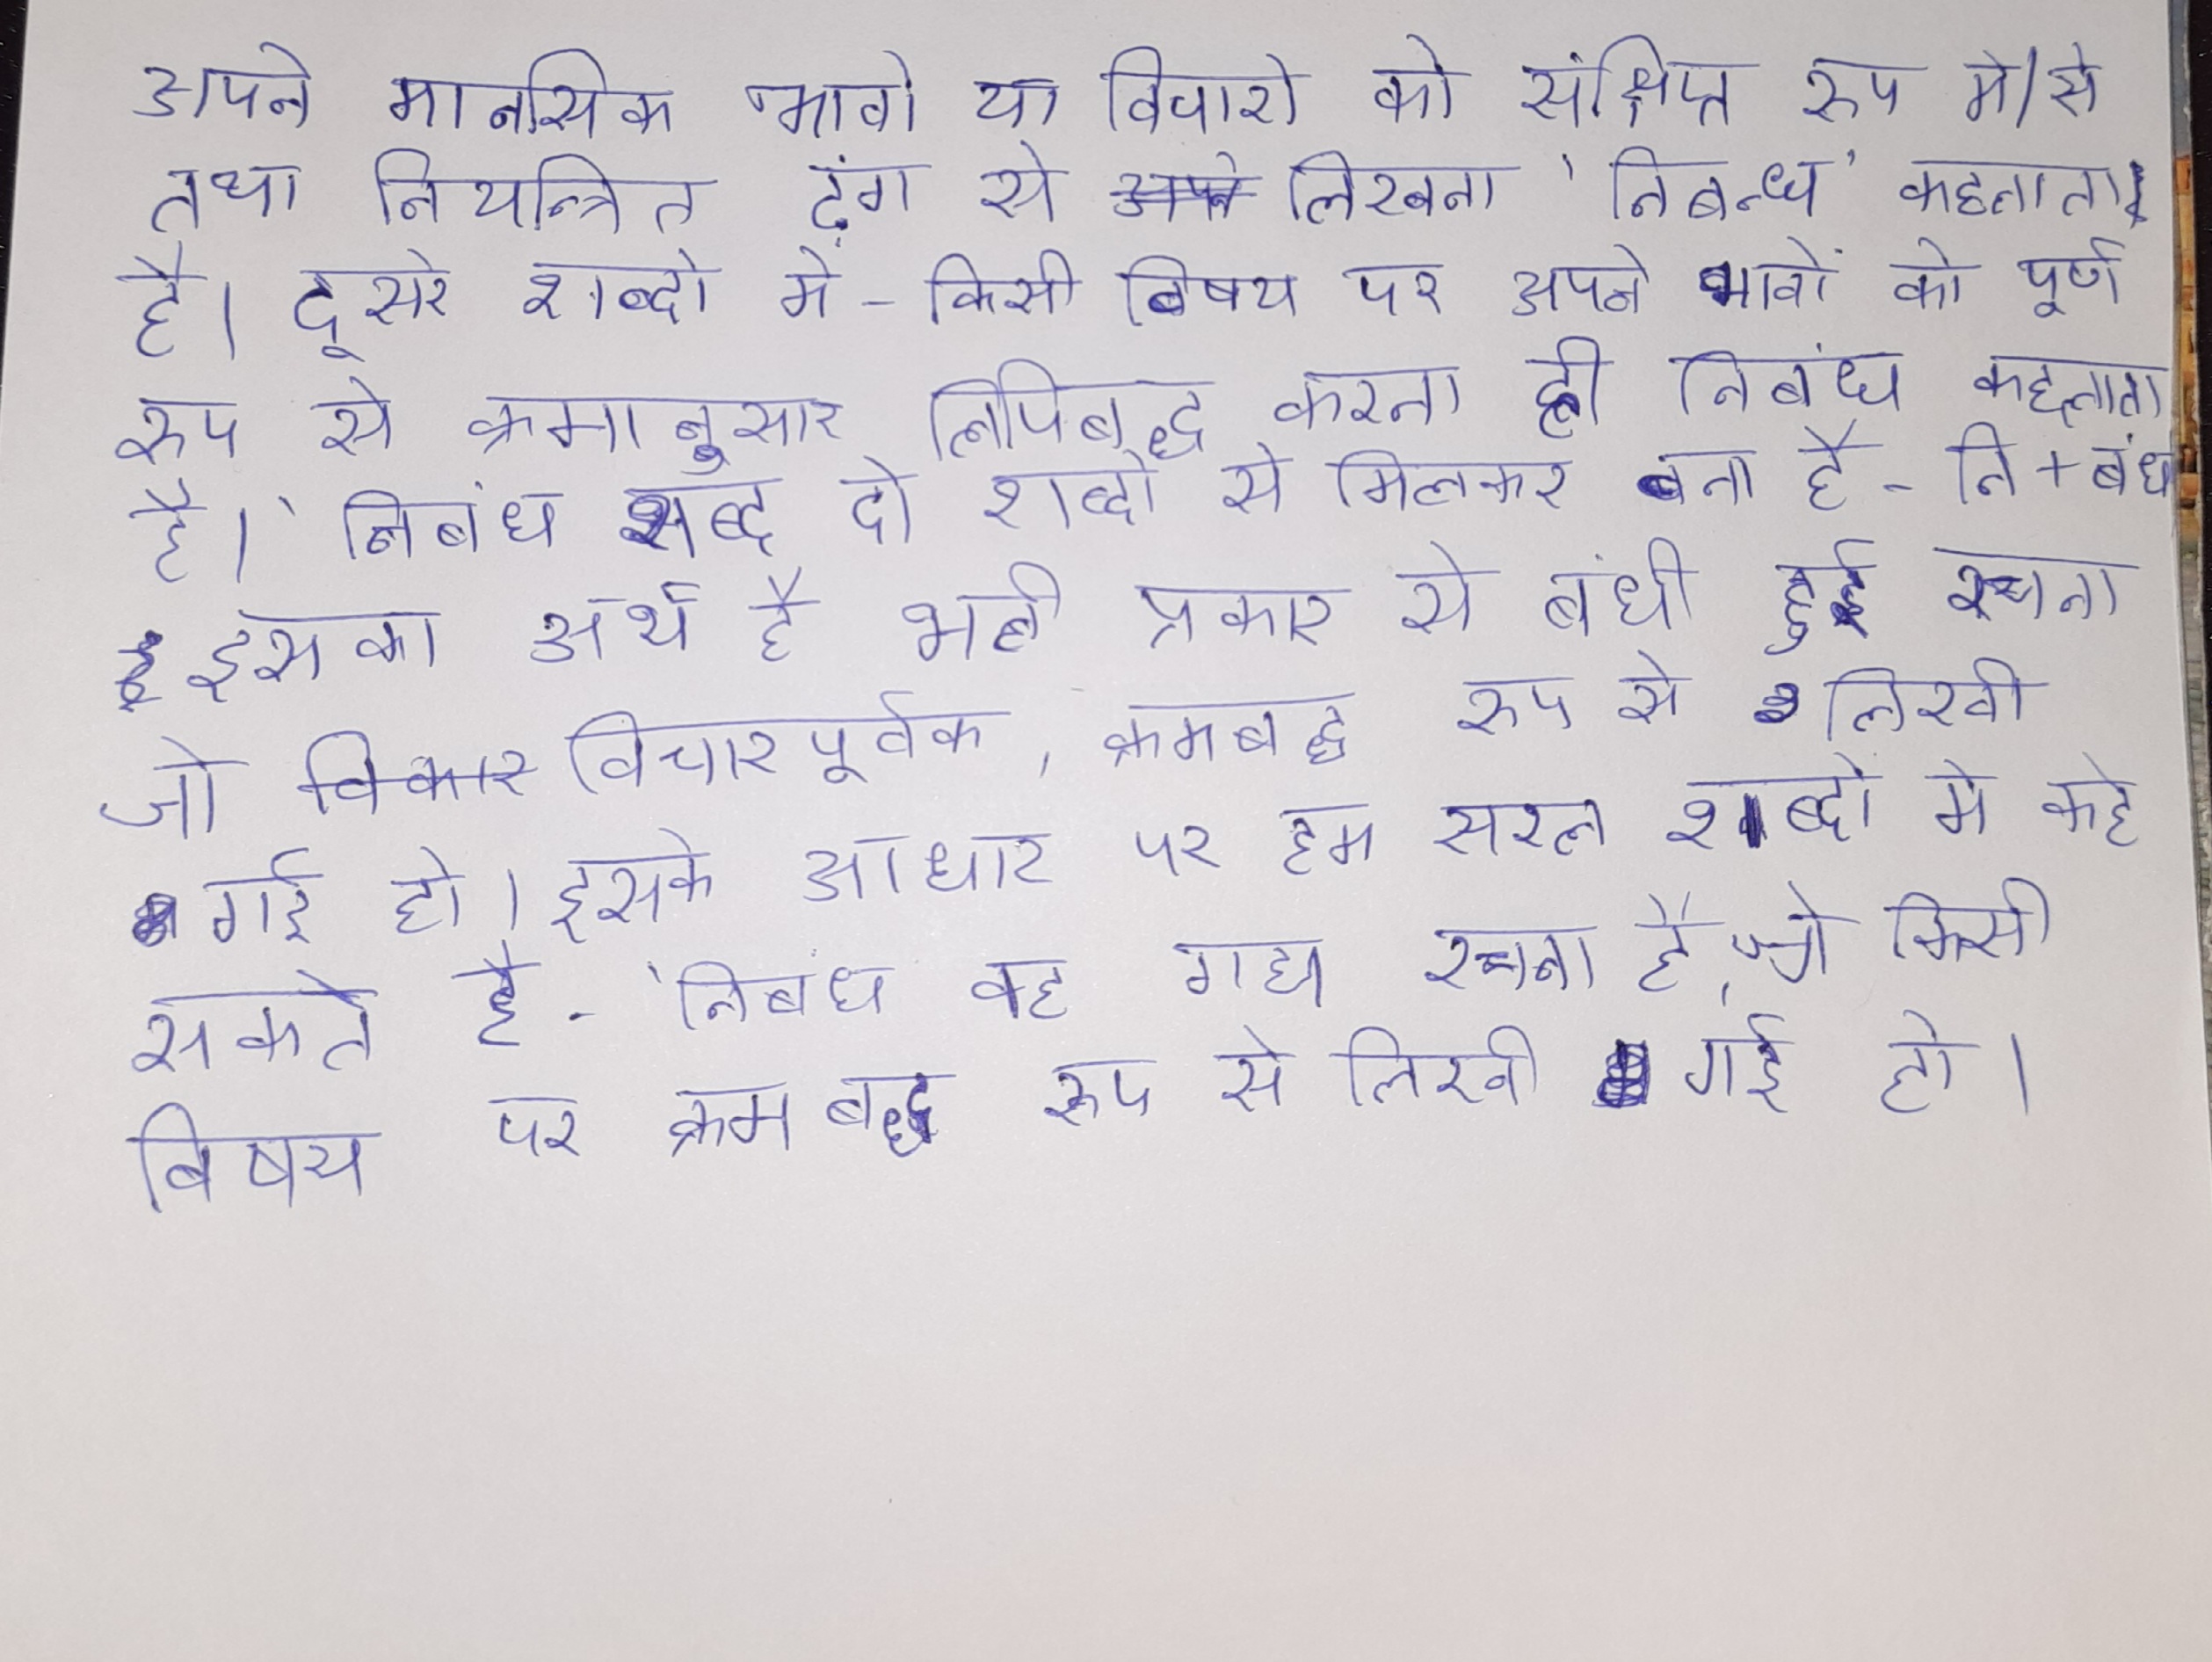 अपने मानसिक भावो या विचारो को संक्षिप्त रूप मे/से
तथा नियन्त्रित ढ़ंग से लिखना 'निबन्ध' कहलाता
है। दूसरे शब्दो मे - किसी विषय पर अपने भावों को पूर्ण
रूप से क्रमानुसार लिपिबद्ध करना ही निबंध कहलाता
है। 'निबंध शब्द दो शब्दो से मिलकर बना है - नि + बंध
इसका अर्थ है भली प्रकार से बंधी हुई रचना
जो विकार विचारपूर्वक, क्रमबद्ध रूप से लिखी
गई हो। इसके आधार पर हम सरल शब्दों मे कहे
सकते है - 'निबंध वह गद्य रचना है, जो किसी
विषय पर क्रम बद्ध रूप से लिखी गई हो।